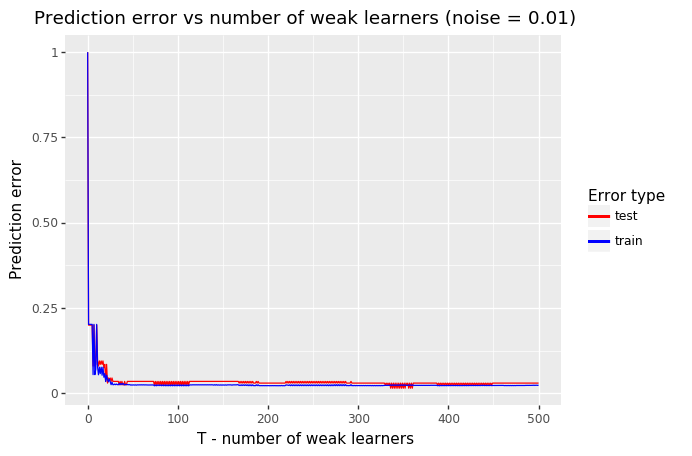 Prediction error vs number of weak learners (noise = 0.01)
1
0.75
0.50
0.25
0
Prediction error
0 100 200 300 400 500
T - number of weak learners
Error type
test
train